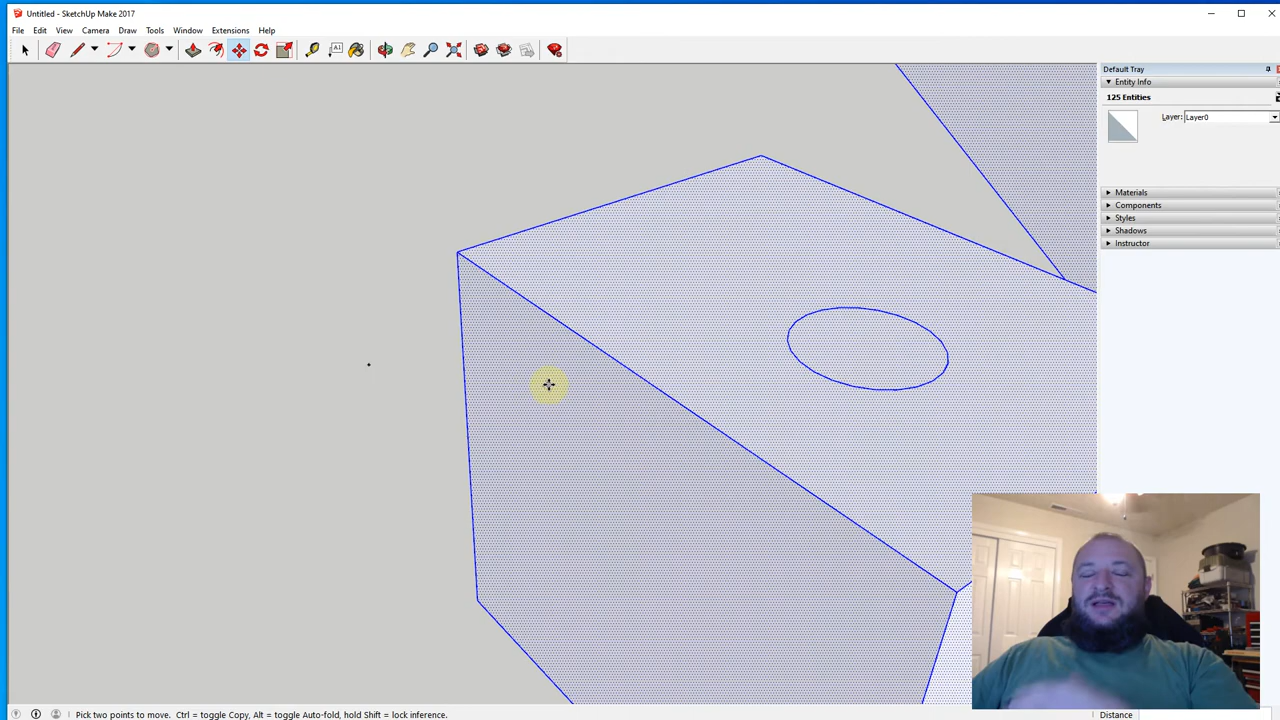 Untitled - SketchUp Make 2017
File Edit View Camera Draw Tools Window Extensions Help
A1
Default Tray
Entity Info
125 Entities
Layer: Layer0
Materials
Components
Styles
Shadows
Instructor
Pick two points to move. Ctrl = toggle Copy, Alt = toggle Auto-fold, hold Shift = lock inference. Distance